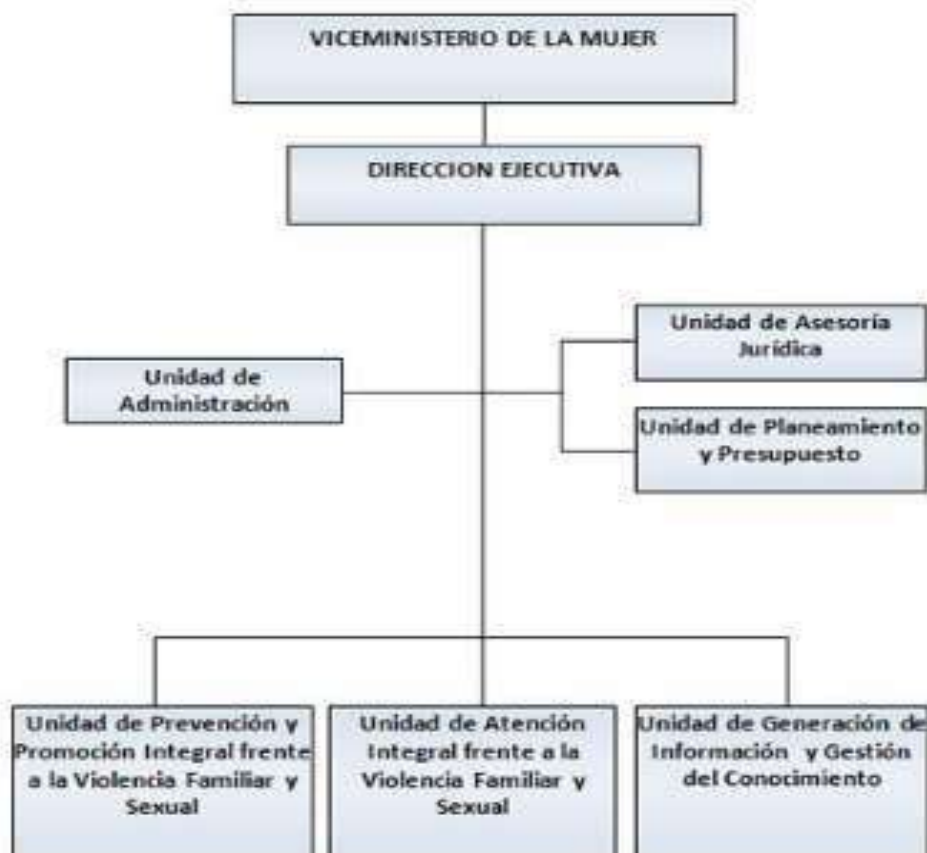 VICEMINISTERIO DE LA MUJER
DIRECCION EJECUTIVA
Unidad de Asesoría
Jurídica
Unidad de
Administración
Unidad de Planeamiento
y Presupuesto
Unidad de Prevención y
Promoción Integral frente
a la Violencia Familiar y
Sexual
Unidad de Atención
Integral frente a la
Violencia Familiar y
Sexual
Unidad de Generación de
Información y Gestión
del Conocimiento